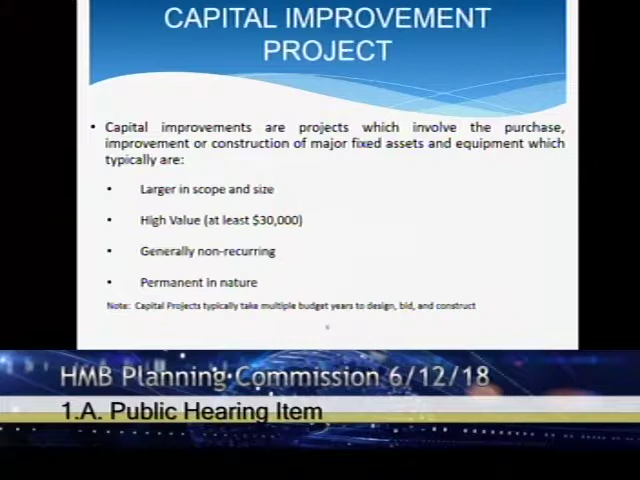 CAPITAL IMPROVEMENT
PROJECT
• Capital improvements are projects which involve the purchase,
improvement or construction of major fixed assets and equipment which
typically are:
• Larger in scope and size
• High Value (at least $30,000)
• Generally non-recurring
• Permanent in nature
Note: Capital Projects typically take multiple budget years to design, bid, and construct
HMB Planning Commission 6/12/18
1.A. Public Hearing Item